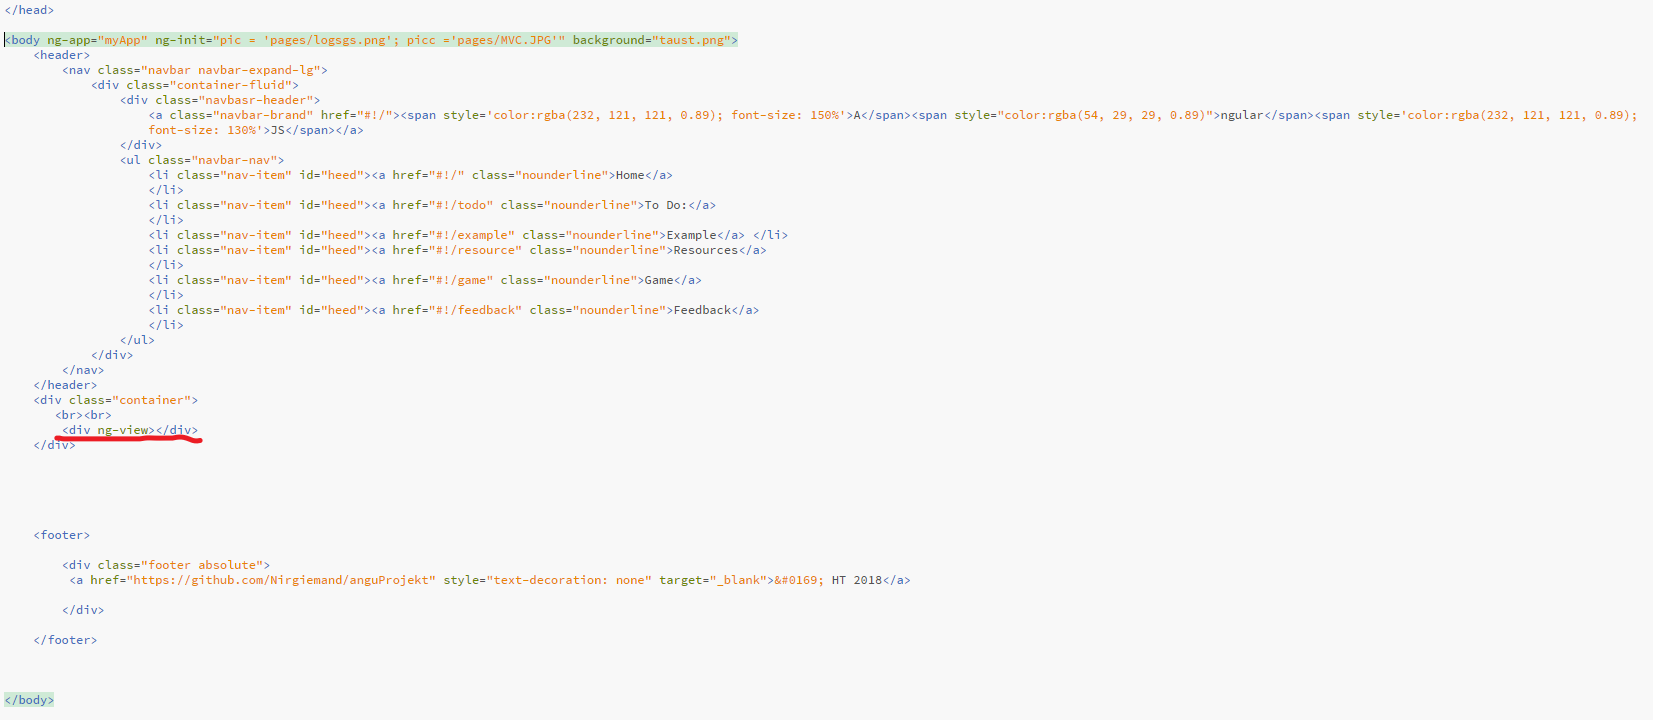 </head>
<body ng-app="myApp" ng-init="pic = 'pages/logsgs.png'; picc ='pages/MVC.JPG'" background="taust.png">
<header>
<nav class="navbar navbar-expand-lg">
<div class="container-fluid">
<div class="navbasr-header">
<a class="navbar-brand" href="#!/"><span style='color:rgba(232, 121, 121, 0.89); font-size: 150%'>A</span><span style="color:rgba(54, 29, 29, 0.89)">ngular</span><span style='color:rgba(232, 121, 121, 0.89);
font-size: 130%'>JS</span></a>
</div>
<ul class="navbar-nav">
<li class="nav-item" id="heed"><a href="#!/" class="nounderline">Home</a>
</li>
<li class="nav-item" id="heed"><a href="#!/todo" class="nounderline">To Do:</a>
</li>
<li class="nav-item" id="heed"><a href="#!/example" class="nounderline">Example</a> </li>
<li class="nav-item" id="heed"><a href="#!/resource" class="nounderline">Resources</a>
</li>
<li class="nav-item" id="heed"><a href="#!/game" class="nounderline">Game</a>
</li>
<li class="nav-item" id="heed"><a href="#!/feedback" class="nounderline">Feedback</a>
</li>
</ul>
</div>
</nav>
</header>
<div class="container">
<br><br>
<div ng-view></div>
</div>
<footer>
<div class="footer absolute">
<a href="https://github.com/Nirgiemand/anguProjekt" style="text-decoration: none" target="_blank">&#0169; HT 2018</a>
</div>
</footer>
</body>